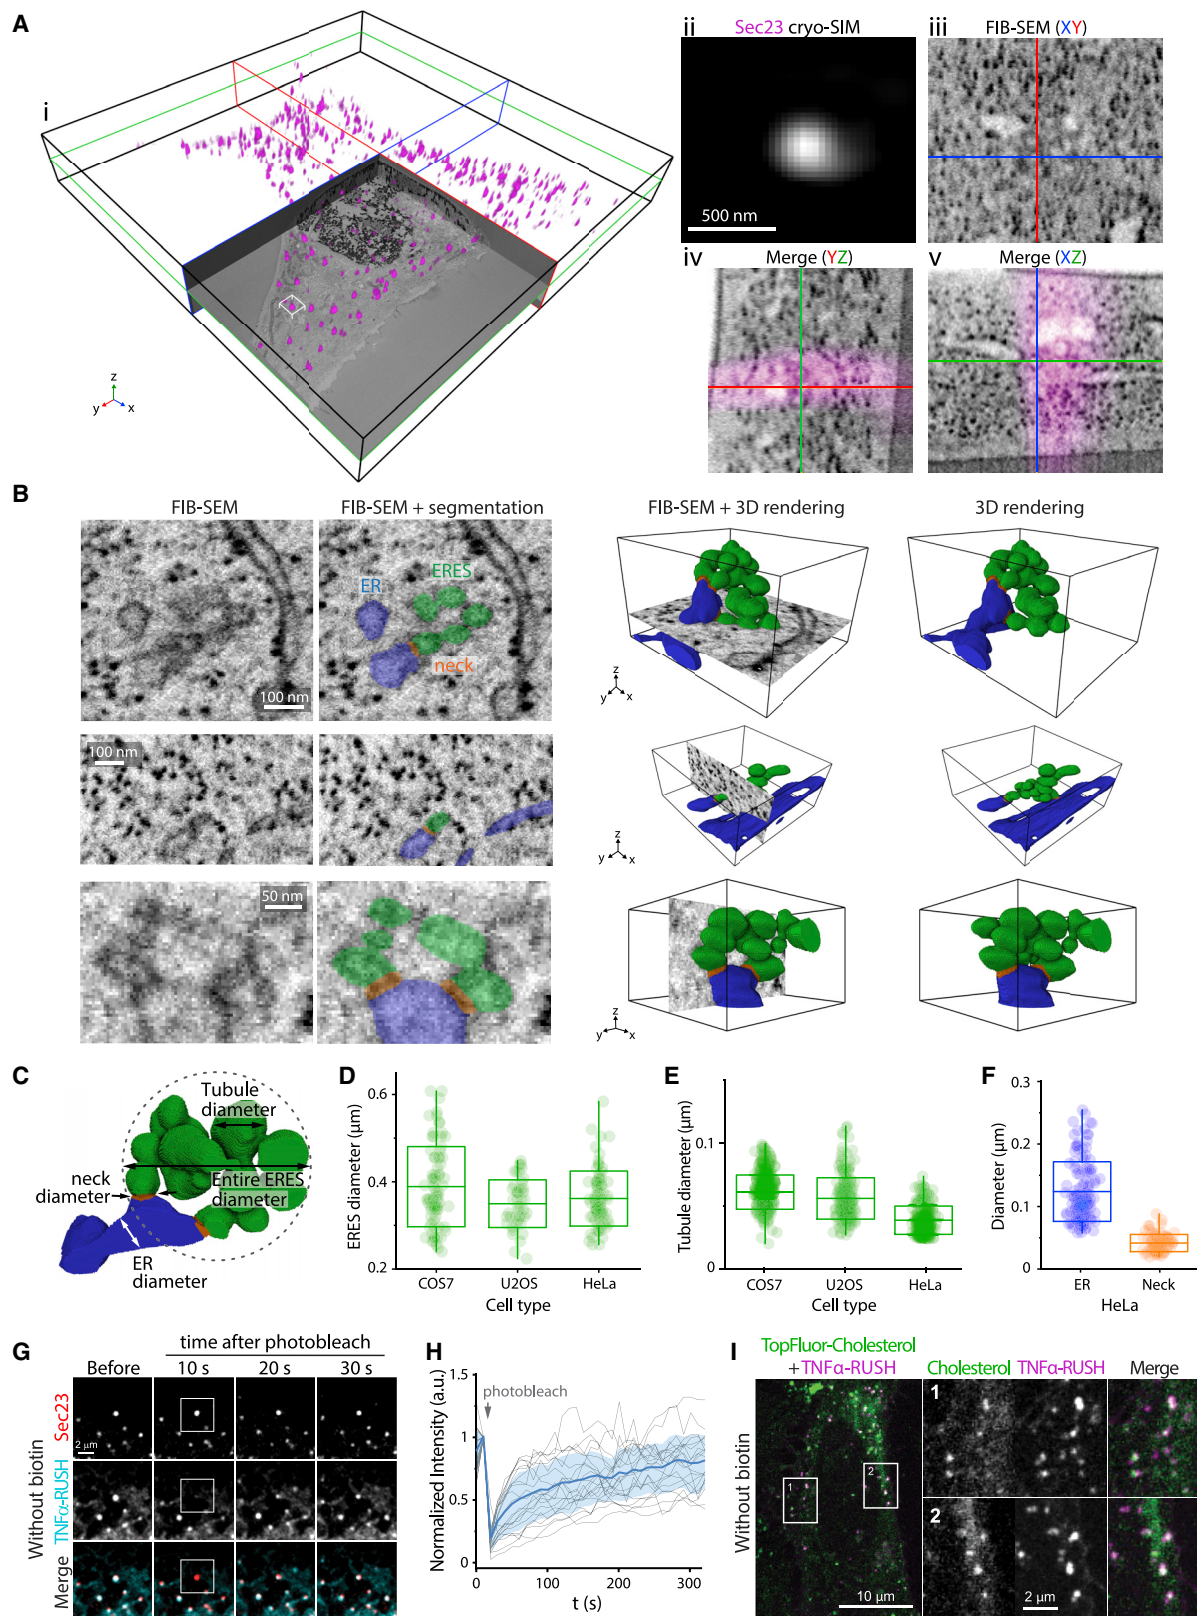 A
i
z
y
x
ii
Sec23 cryo-SIM
500 nm
iii
FIB-SEM (XY)
iv
Merge (YZ)
v
Merge (XZ)
B
FIB-SEM
FIB-SEM + segmentation
FIB-SEM + 3D rendering
3D rendering
100 nm
ER
ERES
neck
z
y
x
100 nm
z
y
x
50 nm
z
y
x
C
Tubule
diameter
neck
diameter
Entire ERES
diameter
ER
diameter
D
ERES diameter (µm)
0.6
0.4
0.2
COS7
U2OS
HeLa
Cell type
E
Tubule diameter (µm)
0.1
0
COS7
U2OS
HeLa
Cell type
F
Diameter (µm)
0.3
0.2
0.1
0
ER
Neck
HeLa
G
time after photobleach
Before
10 s
20 s
30 s
Without biotin
Sec23
2 µm
TNFα-RUSH
Merge
H
Normalized Intensity (a.u.)
1.5
1
0.5
0
photobleach
0
100
200
300
t (s)
I
TopFluor-Cholesterol
+TNFα-RUSH
Cholesterol
TNFα-RUSH
Merge
Without biotin
1
2
10 µm
1
2
2 µm